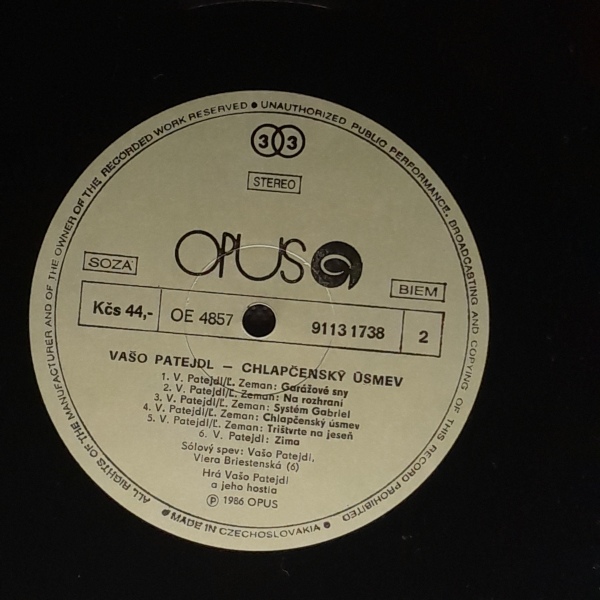 ALL RIGHTS OF THE MANUFACTURER AND OF THE OWNER OF THE RECORDED WORK RESERVED ● UNAUTHORIZED PUBLIC PERFORMANCE, BROADCASTING AND COPYING OF THIS RECORD PROHIBITED
33
STEREO
OPUS
SOZA
BIEM
Kčs 44,-
OE 4857
9113 1738
2
VAŠO PATEJDL – CHLAPČENSKÝ ÚSMEV
1. V. Patejdl/Ľ. Zeman: Garážové sny
2. V. Patejdl/Ľ. Zeman: Na rozhraní
3. V. Patejdl/Ľ. Zeman: Systém Gabriel
4. V. Patejdl/Ľ. Zeman: Chlapčenský úsmev
5. V. Patejdl/Ľ. Zeman: Trištvrte na jeseň
6. V. Patejdl: Zima
Sólový spev: Vašo Patejdl,
Viera Briestenská (6)
Hrá Vašo Patejdl
a jeho hostia
Ⓟ 1986 OPUS
● MADE IN CZECHOSLOVAKIA ●